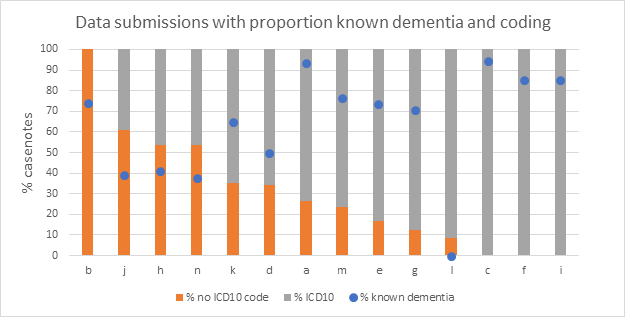 Data submissions with proportion known dementia and coding
100
90
80
70
60
50
40
30
20
10
0
% casenotes
b j h n k d a m e g l c f i
% no ICD10 code % ICD10 % known dementia